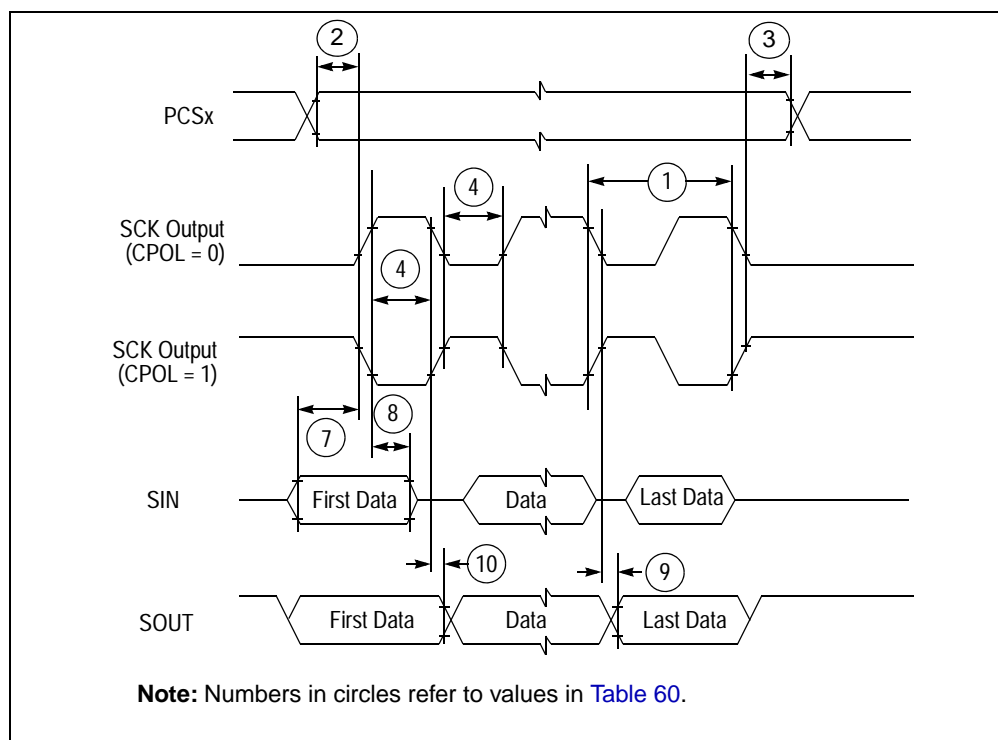 2
3
PCSx
4
1
SCK Output
(CPOL = 0)
4
SCK Output
(CPOL = 1)
7
8
SIN
First Data
Data
Last Data
10
9
SOUT
First Data
Data
Last Data
Note: Numbers in circles refer to values in Table 60.